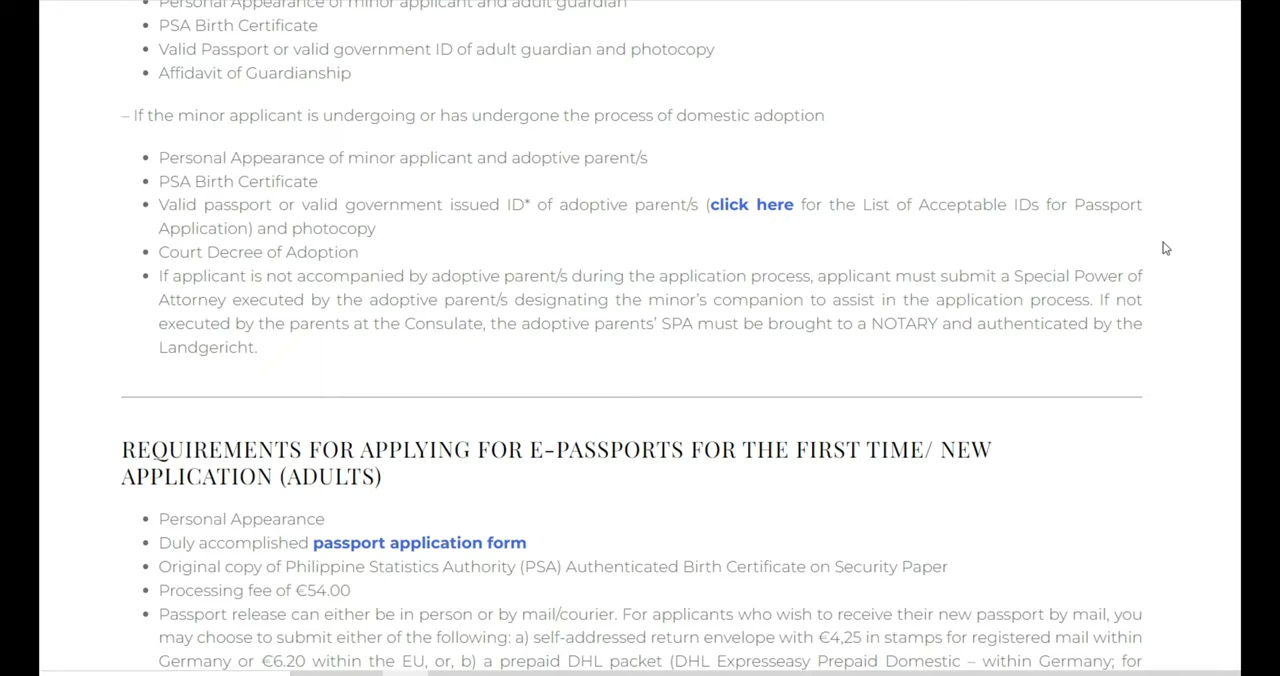 Personal Appearance of minor applicant and adult guardian
• PSA Birth Certificate
• Valid Passport or valid government ID of adult guardian and photocopy
• Affidavit of Guardianship
– If the minor applicant is undergoing or has undergone the process of domestic adoption
• Personal Appearance of minor applicant and adoptive parent/s
• PSA Birth Certificate
• Valid passport or valid government issued ID* of adoptive parent/s (click here for the List of Acceptable IDs for Passport
Application) and photocopy
• Court Decree of Adoption
• If applicant is not accompanied by adoptive parent/s during the application process, applicant must submit a Special Power of
Attorney executed by the adoptive parent/s designating the minor’s companion to assist in the application process. If not
executed by the parents at the Consulate, the adoptive parents’ SPA must be brought to a NOTARY and authenticated by the
Landgericht.
REQUIREMENTS FOR APPLYING FOR E-PASSPORTS FOR THE FIRST TIME/ NEW
APPLICATION (ADULTS)
• Personal Appearance
• Duly accomplished passport application form
• Original copy of Philippine Statistics Authority (PSA) Authenticated Birth Certificate on Security Paper
• Processing fee of €54.00
• Passport release can either be in person or by mail/courier. For applicants who wish to receive their new passport by mail, you
may choose to submit either of the following: a) self-addressed return envelope with €4,25 in stamps for registered mail within
Germany or €6.20 within the EU, or, b) a prepaid DHL packet (DHL Expresseasy Prepaid Domestic – within Germany; for